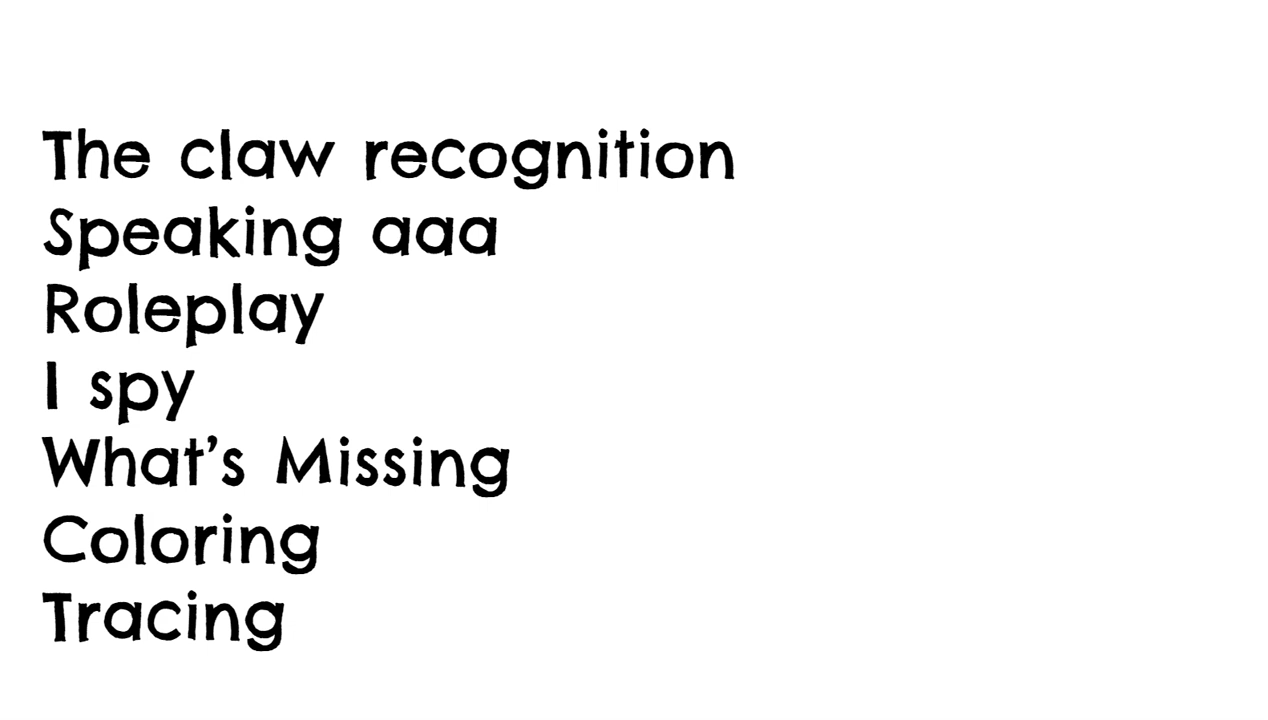 The claw recognition
Speaking aaa
Roleplay
I spy
What’s Missing
Coloring
Tracing